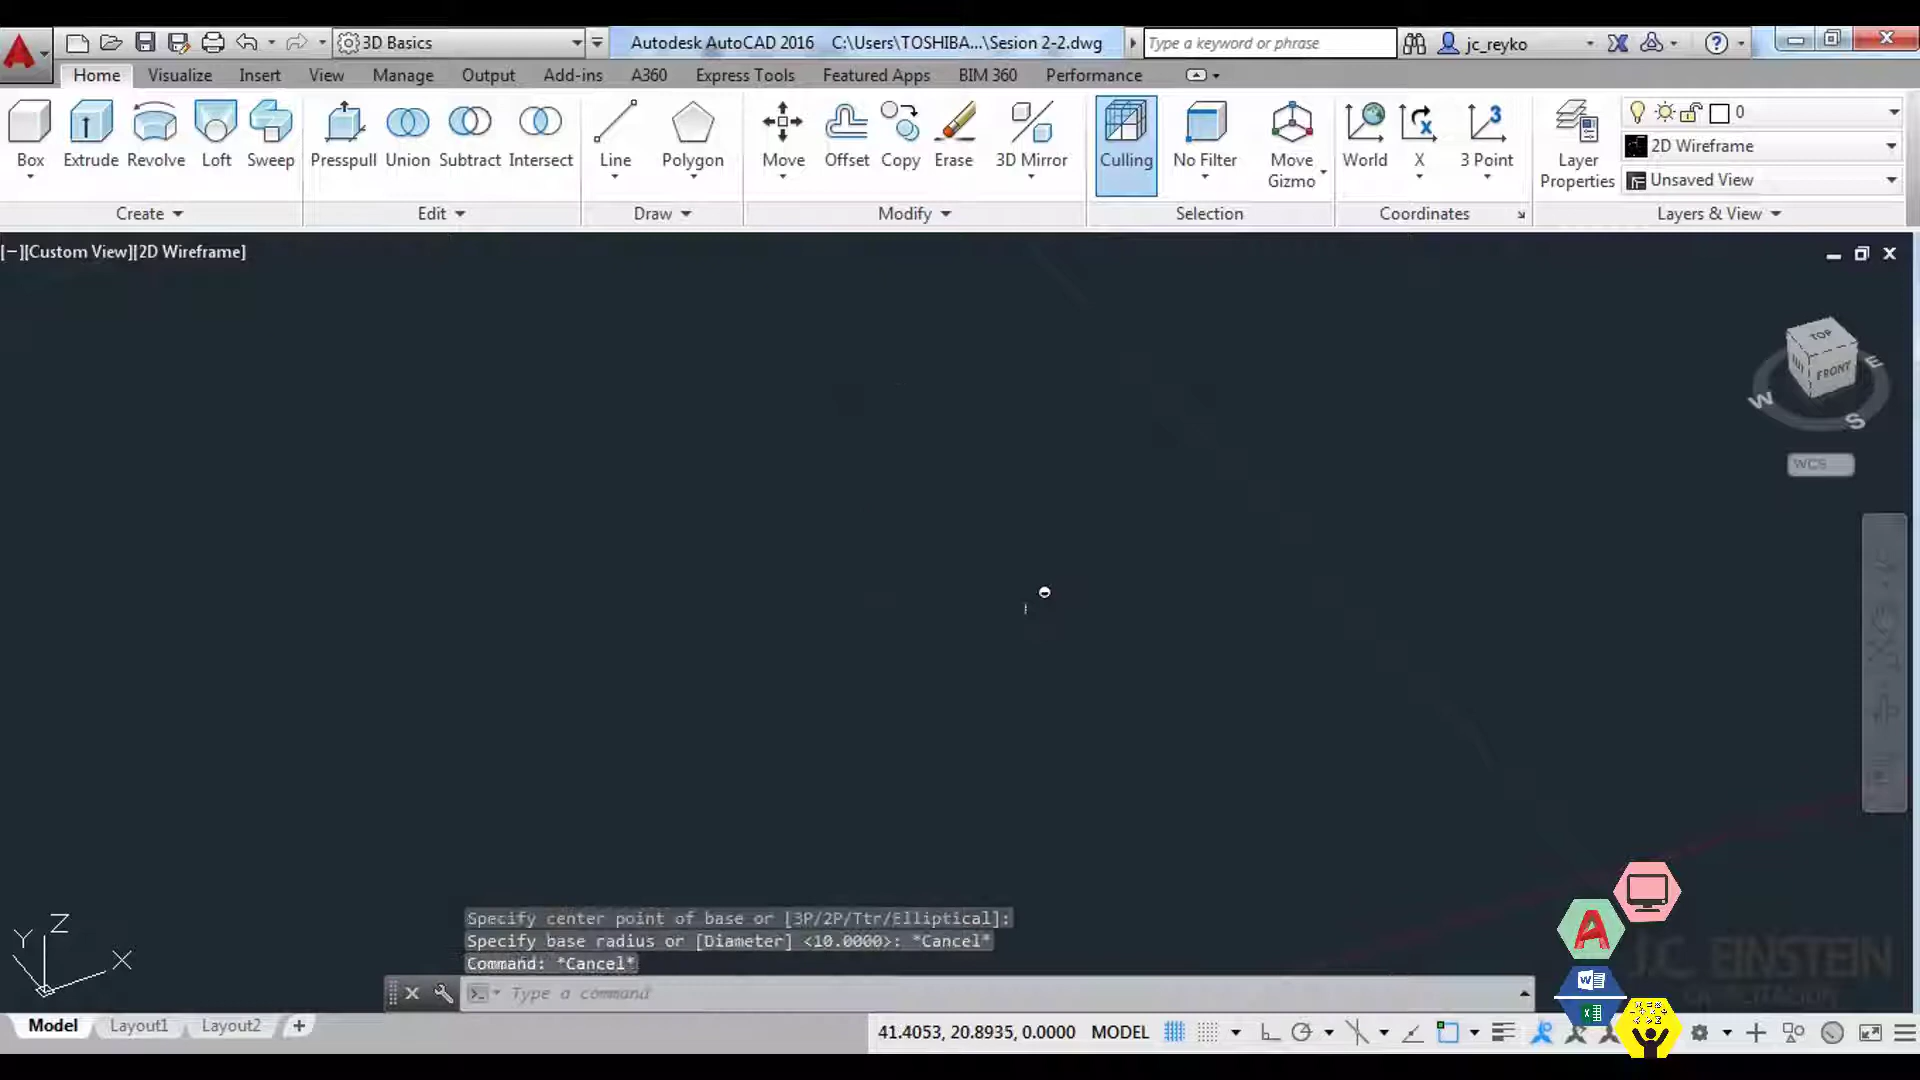 3D Basics
Autodesk AutoCAD 2016 C:\Users\TOSHIBA...\Sesion 2-2.dwg
Type a keyword or phrase
jc_reyko
Home Visualize Insert View Manage Output Add-ins A360 Express Tools Featured Apps BIM 360 Performance
Box Extrude Revolve Loft Sweep Presspull Union Subtract Intersect Line Polygon Move Offset Copy Erase 3D Mirror Culling No Filter Move Gizmo World X 3 Point Layer Properties
0
2D Wireframe
Unsaved View
Create Edit Draw Modify Selection Coordinates Layers & View
[−][Custom View][2D Wireframe]
TOP
FRONT
E
W
S
WCS
Specify center point of base or [3P/2P/Ttr/Elliptical]:
Specify base radius or [Diameter] <10.0000>: *Cancel*
Command: *Cancel*
Type a command
Z
Y
X
J.C. EINSTEIN
Model Layout1 Layout2 +
41.4053, 20.8935, 0.0000 MODEL